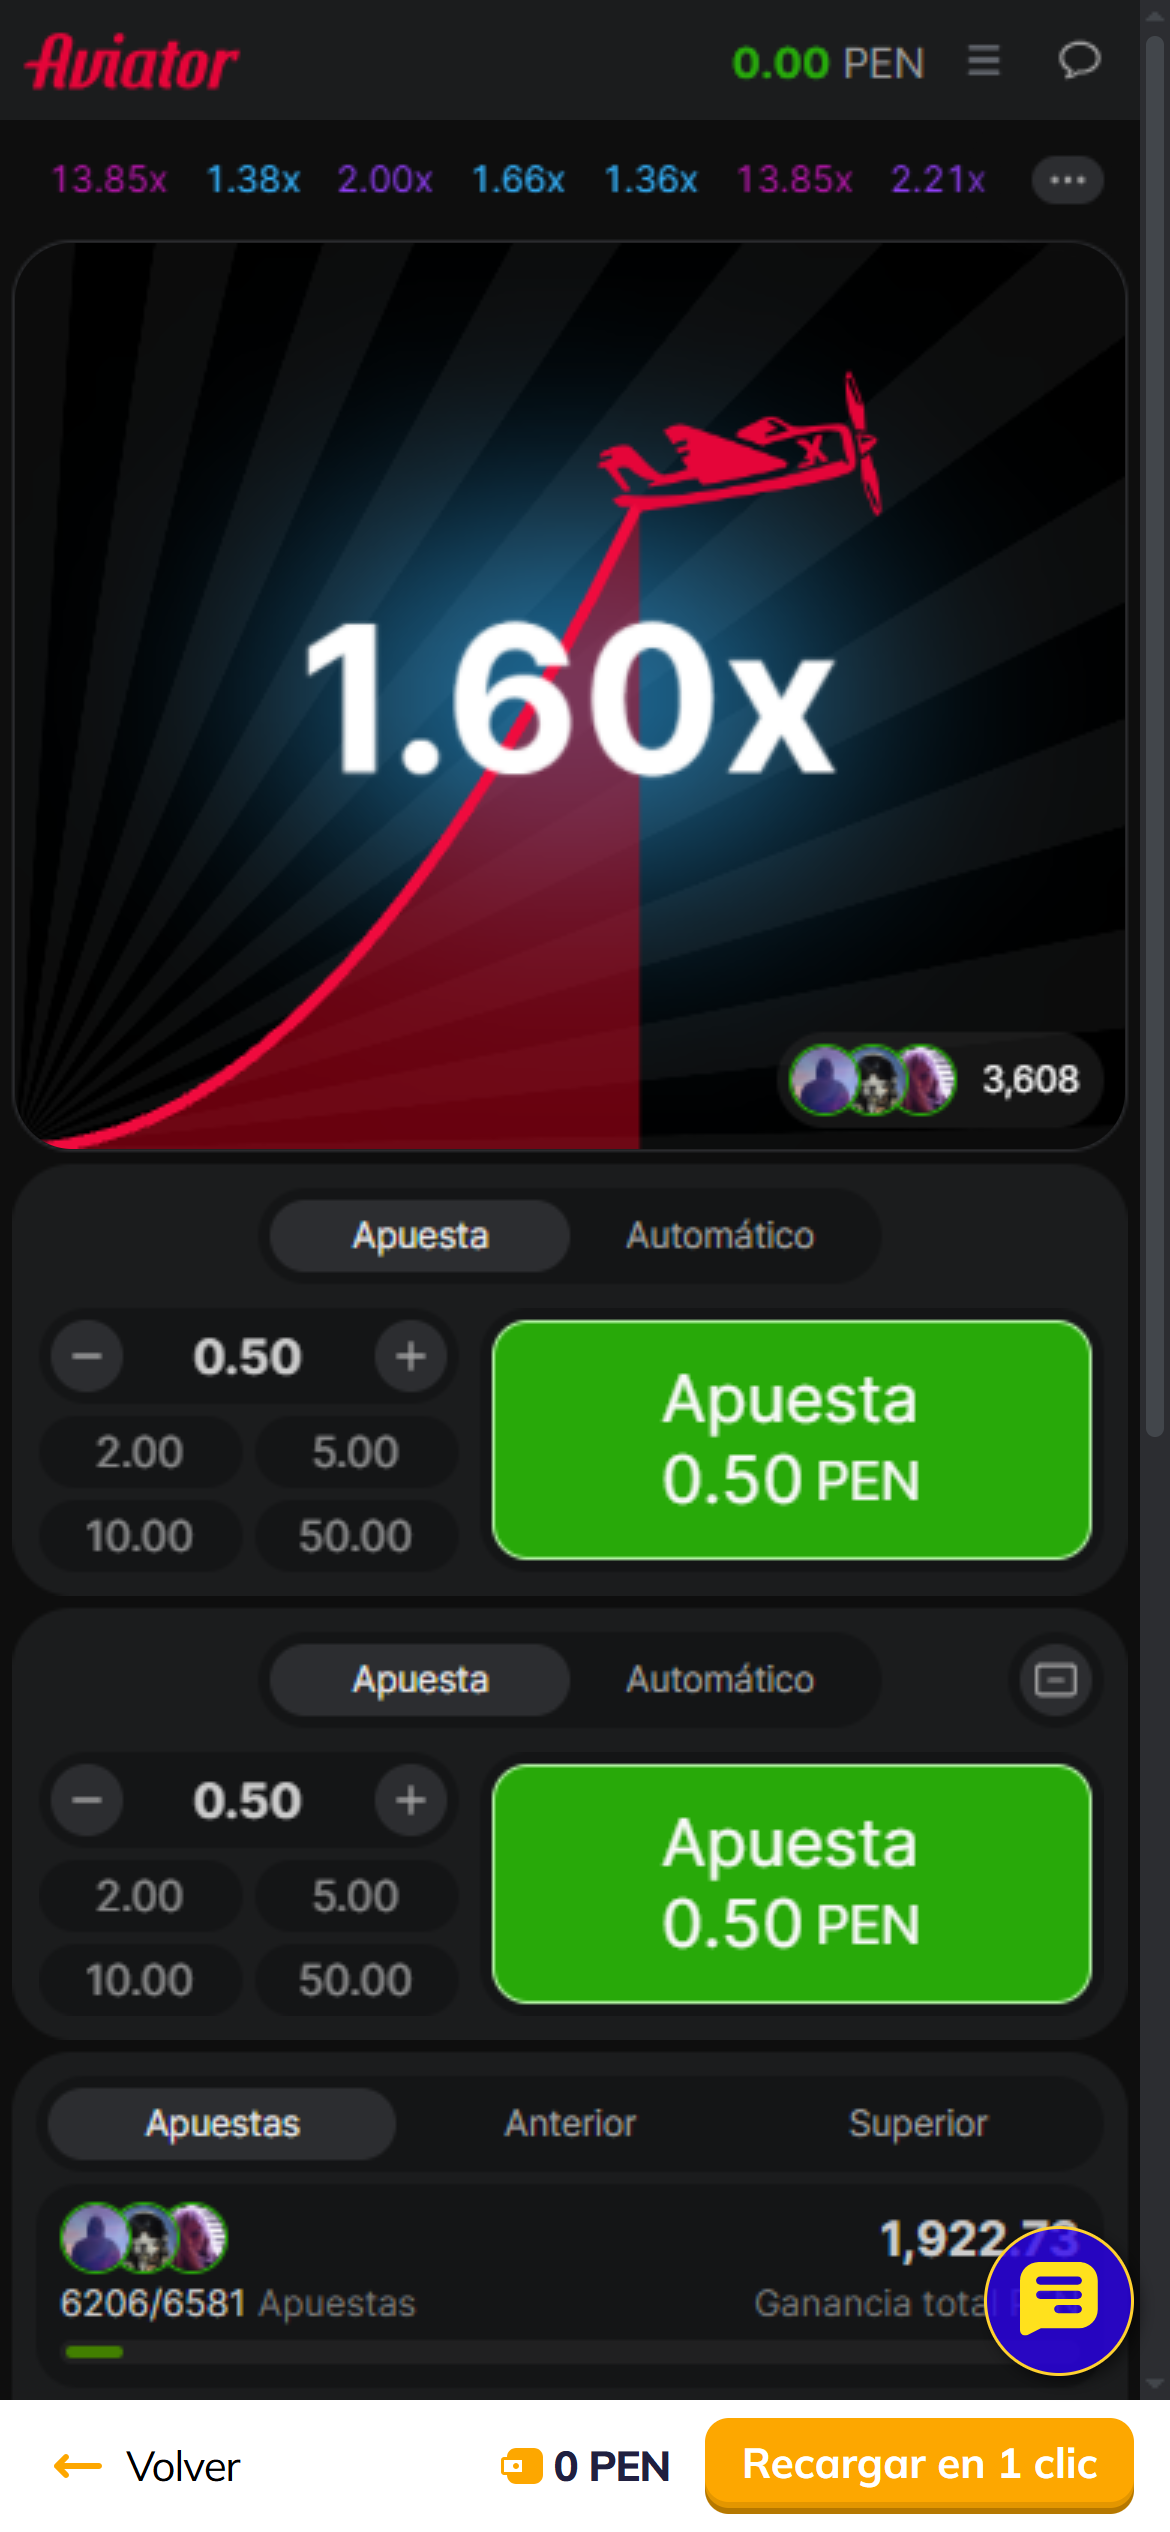 Aviator
0.00 PEN
13.85x 1.38x 2.00x 1.66x 1.36x 13.85x 2.21x
X
1.60x
3,608
Apuesta Automático
0.50
2.00 5.00
10.00 50.00
Apuesta
0.50 PEN
Apuesta Automático
0.50
2.00 5.00
10.00 50.00
Apuesta
0.50 PEN
Apuestas Anterior Superior
1,922.73
6206/6581 Apuestas
Ganancia total
Volver
0 PEN
Recargar en 1 clic